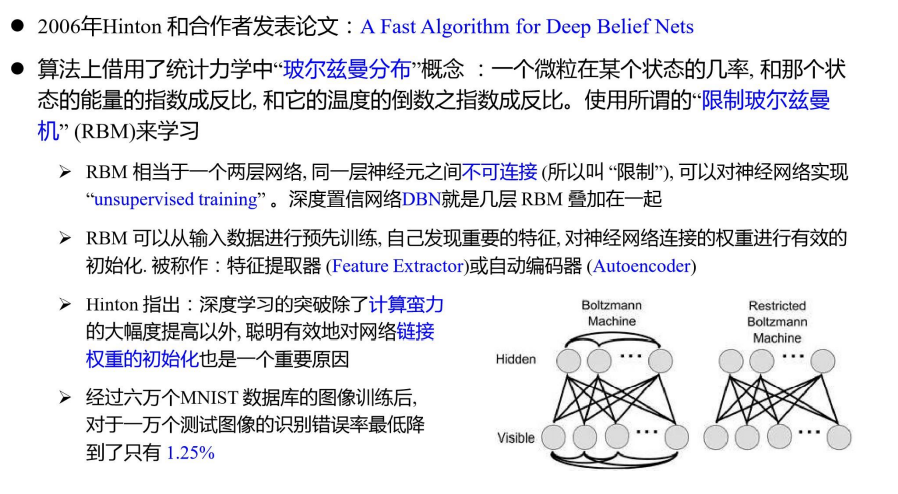 ● 2006年Hinton 和合作者发表论文：A Fast Algorithm for Deep Belief Nets
● 算法上借用了统计力学中“玻尔兹曼分布”概念 ：一个微粒在某个状态的几率, 和那个状
态的能量的指数成反比, 和它的温度的倒数之指数成反比。使用所谓的“限制玻尔兹曼
机” (RBM)来学习
➢ RBM 相当于一个两层网络, 同一层神经元之间不可连接 (所以叫 “限制”), 可以对神经网络实现
“unsupervised training” 。深度置信网络DBN就是几层 RBM 叠加在一起
➢ RBM 可以从输入数据进行预先训练, 自己发现重要的特征, 对神经网络连接的权重进行有效的
初始化. 被称作：特征提取器 (Feature Extractor)或自动编码器 (Autoencoder)
➢ Hinton 指出：深度学习的突破除了计算蛮力
的大幅度提高以外, 聪明有效地对网络链接
权重的初始化也是一个重要原因
➢ 经过六万个MNIST 数据库的图像训练后,
对于一万个测试图像的识别错误率最低降
到了只有 1.25%
Boltzmann
Machine
Restricted
Boltzmann
Machine
Hidden
Visible